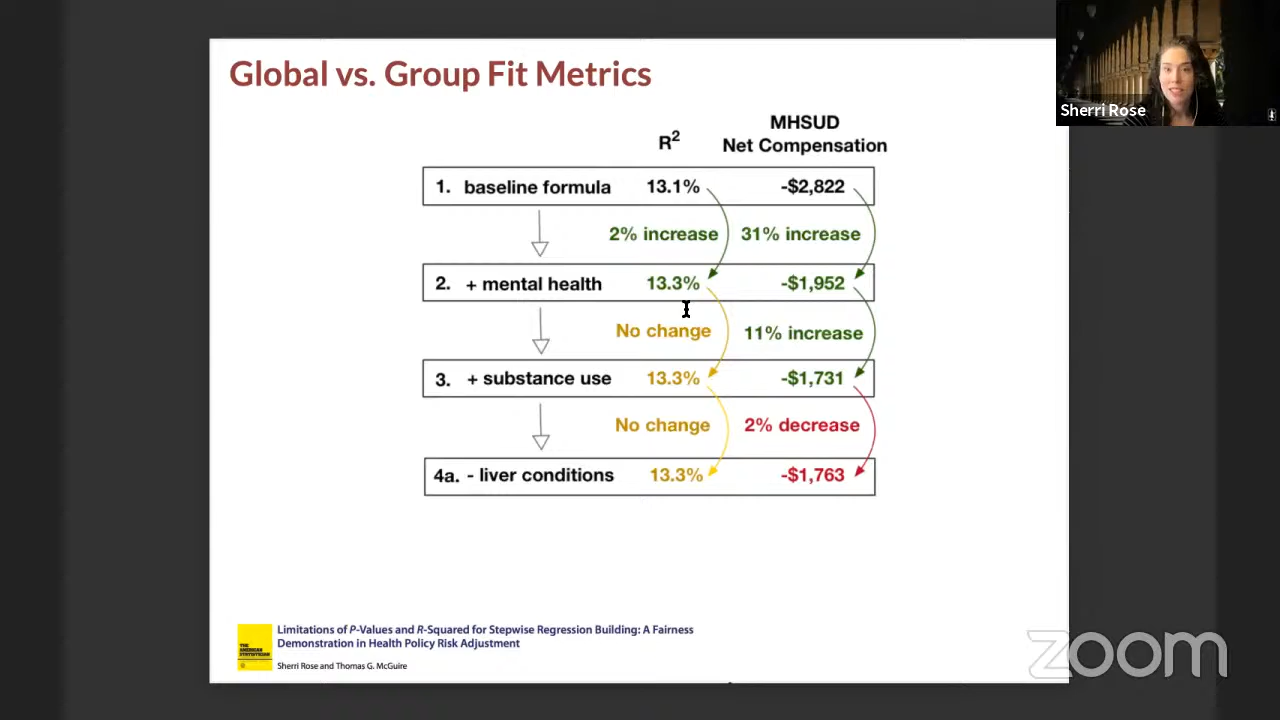 Global vs. Group Fit Metrics
Sherri Rose
R² MHSUD
Net Compensation
1. baseline formula 13.1% -$2,822
2% increase 31% increase
2. + mental health 13.3% -$1,952
No change 11% increase
3. + substance use 13.3% -$1,731
No change 2% decrease
4a. - liver conditions 13.3% -$1,763
THE
AMERICAN
STATISTICIAN
Limitations of P-Values and R-Squared for Stepwise Regression Building: A Fairness
Demonstration in Health Policy Risk Adjustment
Sherri Rose and Thomas G. McGuire
zoom